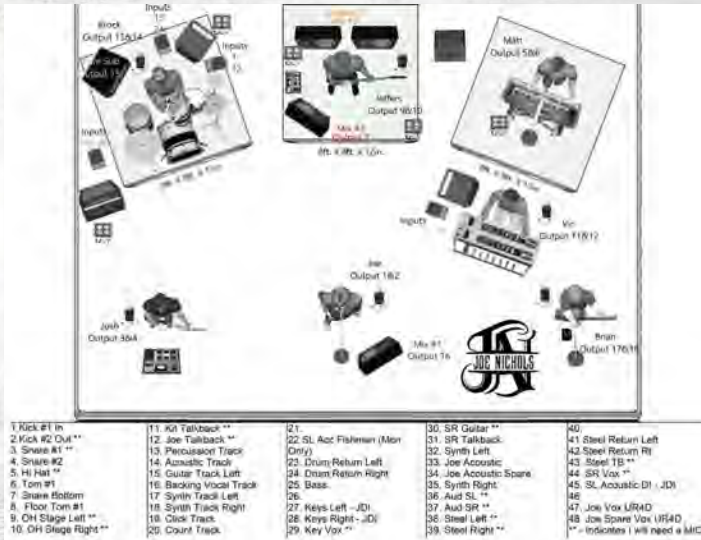 Inputs
Brock
Output 13&14
Inputs
Inputs
Matt
Output 5&6
Jeffers
Output 9&10
Mix #3
8ft. X 8ft. X 12in.
Inputs
Vin
Output 11&12
Joe
Output 1&2
Josh
Output 3&4
Mix #1
Output 16
JN
JOE NICHOLS
Brian
1. Kick #1 In
2. Kick #2 Out **
3. Snare #1 **
4. Snare #2
5. Hi Hat **
6. Tom #1
7. Snare Bottom
8. Floor Tom #1
9. OH Stage Left **
10. OH Stage Right **
11. Kit Talkback **
12. Joe Talkback **
13. Percussion Track
14. Acoustic Track
15. Guitar Track Left
16. Backing Vocal Track
17. Synth Track Left
18. Synth Track Right
19. Click Track
20. Count Track
21.
22 SL Acc Fishman (Mon
Only)
23. Drum Return Left
24. Drum Return Right
25. Bass
26.
27. Keys Left - JDI
28. Keys Right - JDI
29. Key Vox **
30. SR Guitar **
31. SR Talkback
32. Synth Left
33. Joe Acoustic
34. Joe Acoustic Spare
35. Synth Right
36. Aud SL **
37. Aud SR **
38. Steel Left **
39. Steel Right **
40.
41 Steel Return Left
42 Steel Return Rt
43. Steel TB **
44. SR Vox **
45. SL Acoustic DI - JDI
46
47. Joe Vox UR4D
48 Joe Spare Vox UR4D
** - Indicates I will need a MIC